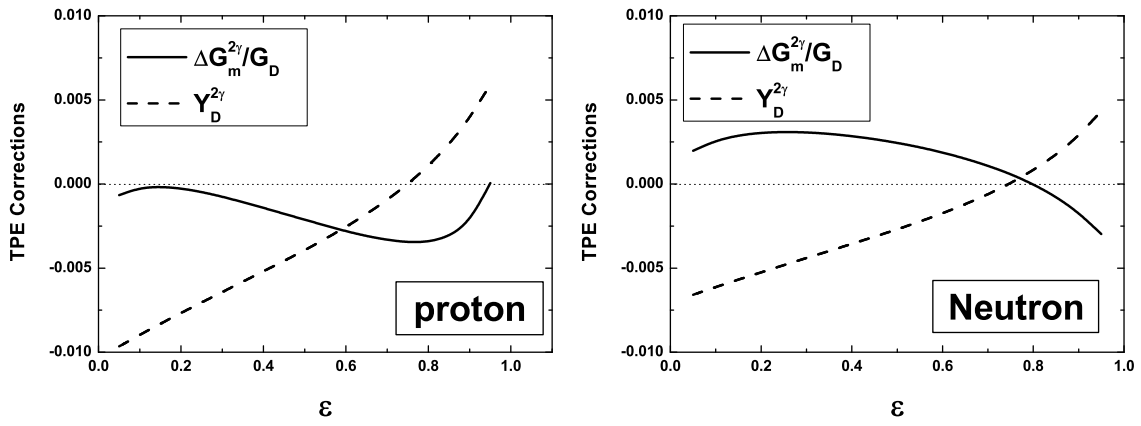 0.010
0.005
0.000
-0.005
-0.010
TPE Corrections
ΔG_m^{2γ}/G_D
Y_D^{2γ}
proton
0.0 0.2 0.4 0.6 0.8 1.0
ε
0.010
0.005
0.000
-0.005
-0.010
TPE Corrections
ΔG_m^{2γ}/G_D
Y_D^{2γ}
Neutron
0.0 0.2 0.4 0.6 0.8 1.0
ε